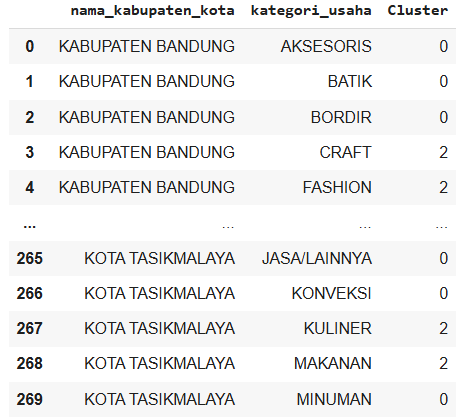 nama_kabupaten_kota kategori_usaha Cluster
0 KABUPATEN BANDUNG AKSESORIS 0
1 KABUPATEN BANDUNG BATIK 0
2 KABUPATEN BANDUNG BORDIR 0
3 KABUPATEN BANDUNG CRAFT 2
4 KABUPATEN BANDUNG FASHION 2
... ... ... ...
265 KOTA TASIKMALAYA JASA/LAINNYA 0
266 KOTA TASIKMALAYA KONVEKSI 0
267 KOTA TASIKMALAYA KULINER 2
268 KOTA TASIKMALAYA MAKANAN 2
269 KOTA TASIKMALAYA MINUMAN 0